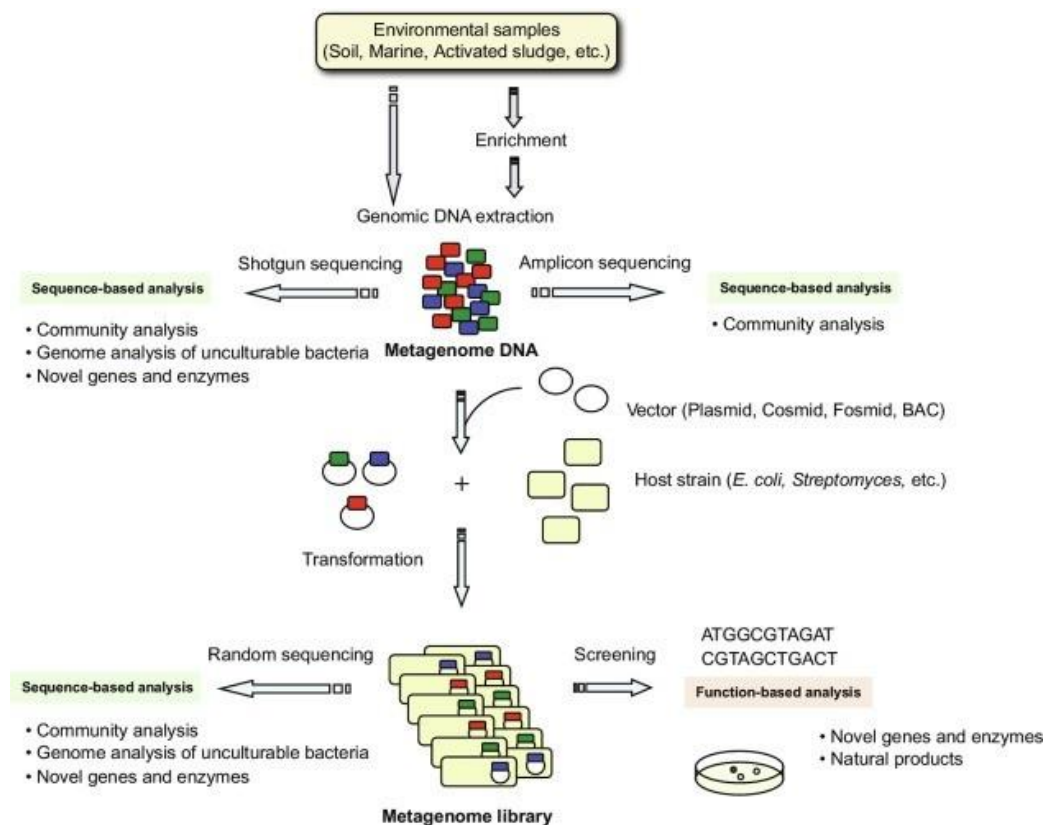 Environmental samples
(Soil, Marine, Activated sludge, etc.)
Enrichment
Genomic DNA extraction
Shotgun sequencing
Amplicon sequencing
Sequence-based analysis
• Community analysis
• Genome analysis of unculturable bacteria
• Novel genes and enzymes
Metagenome DNA
Sequence-based analysis
• Community analysis
Vector (Plasmid, Cosmid, Fosmid, BAC)
+
Host strain (E. coli, Streptomyces, etc.)
Transformation
Random sequencing
Screening
Sequence-based analysis
• Community analysis
• Genome analysis of unculturable bacteria
• Novel genes and enzymes
Metagenome library
ATGGCGTAGAT
CGTAGCTGACT
Function-based analysis
• Novel genes and enzymes
• Natural products